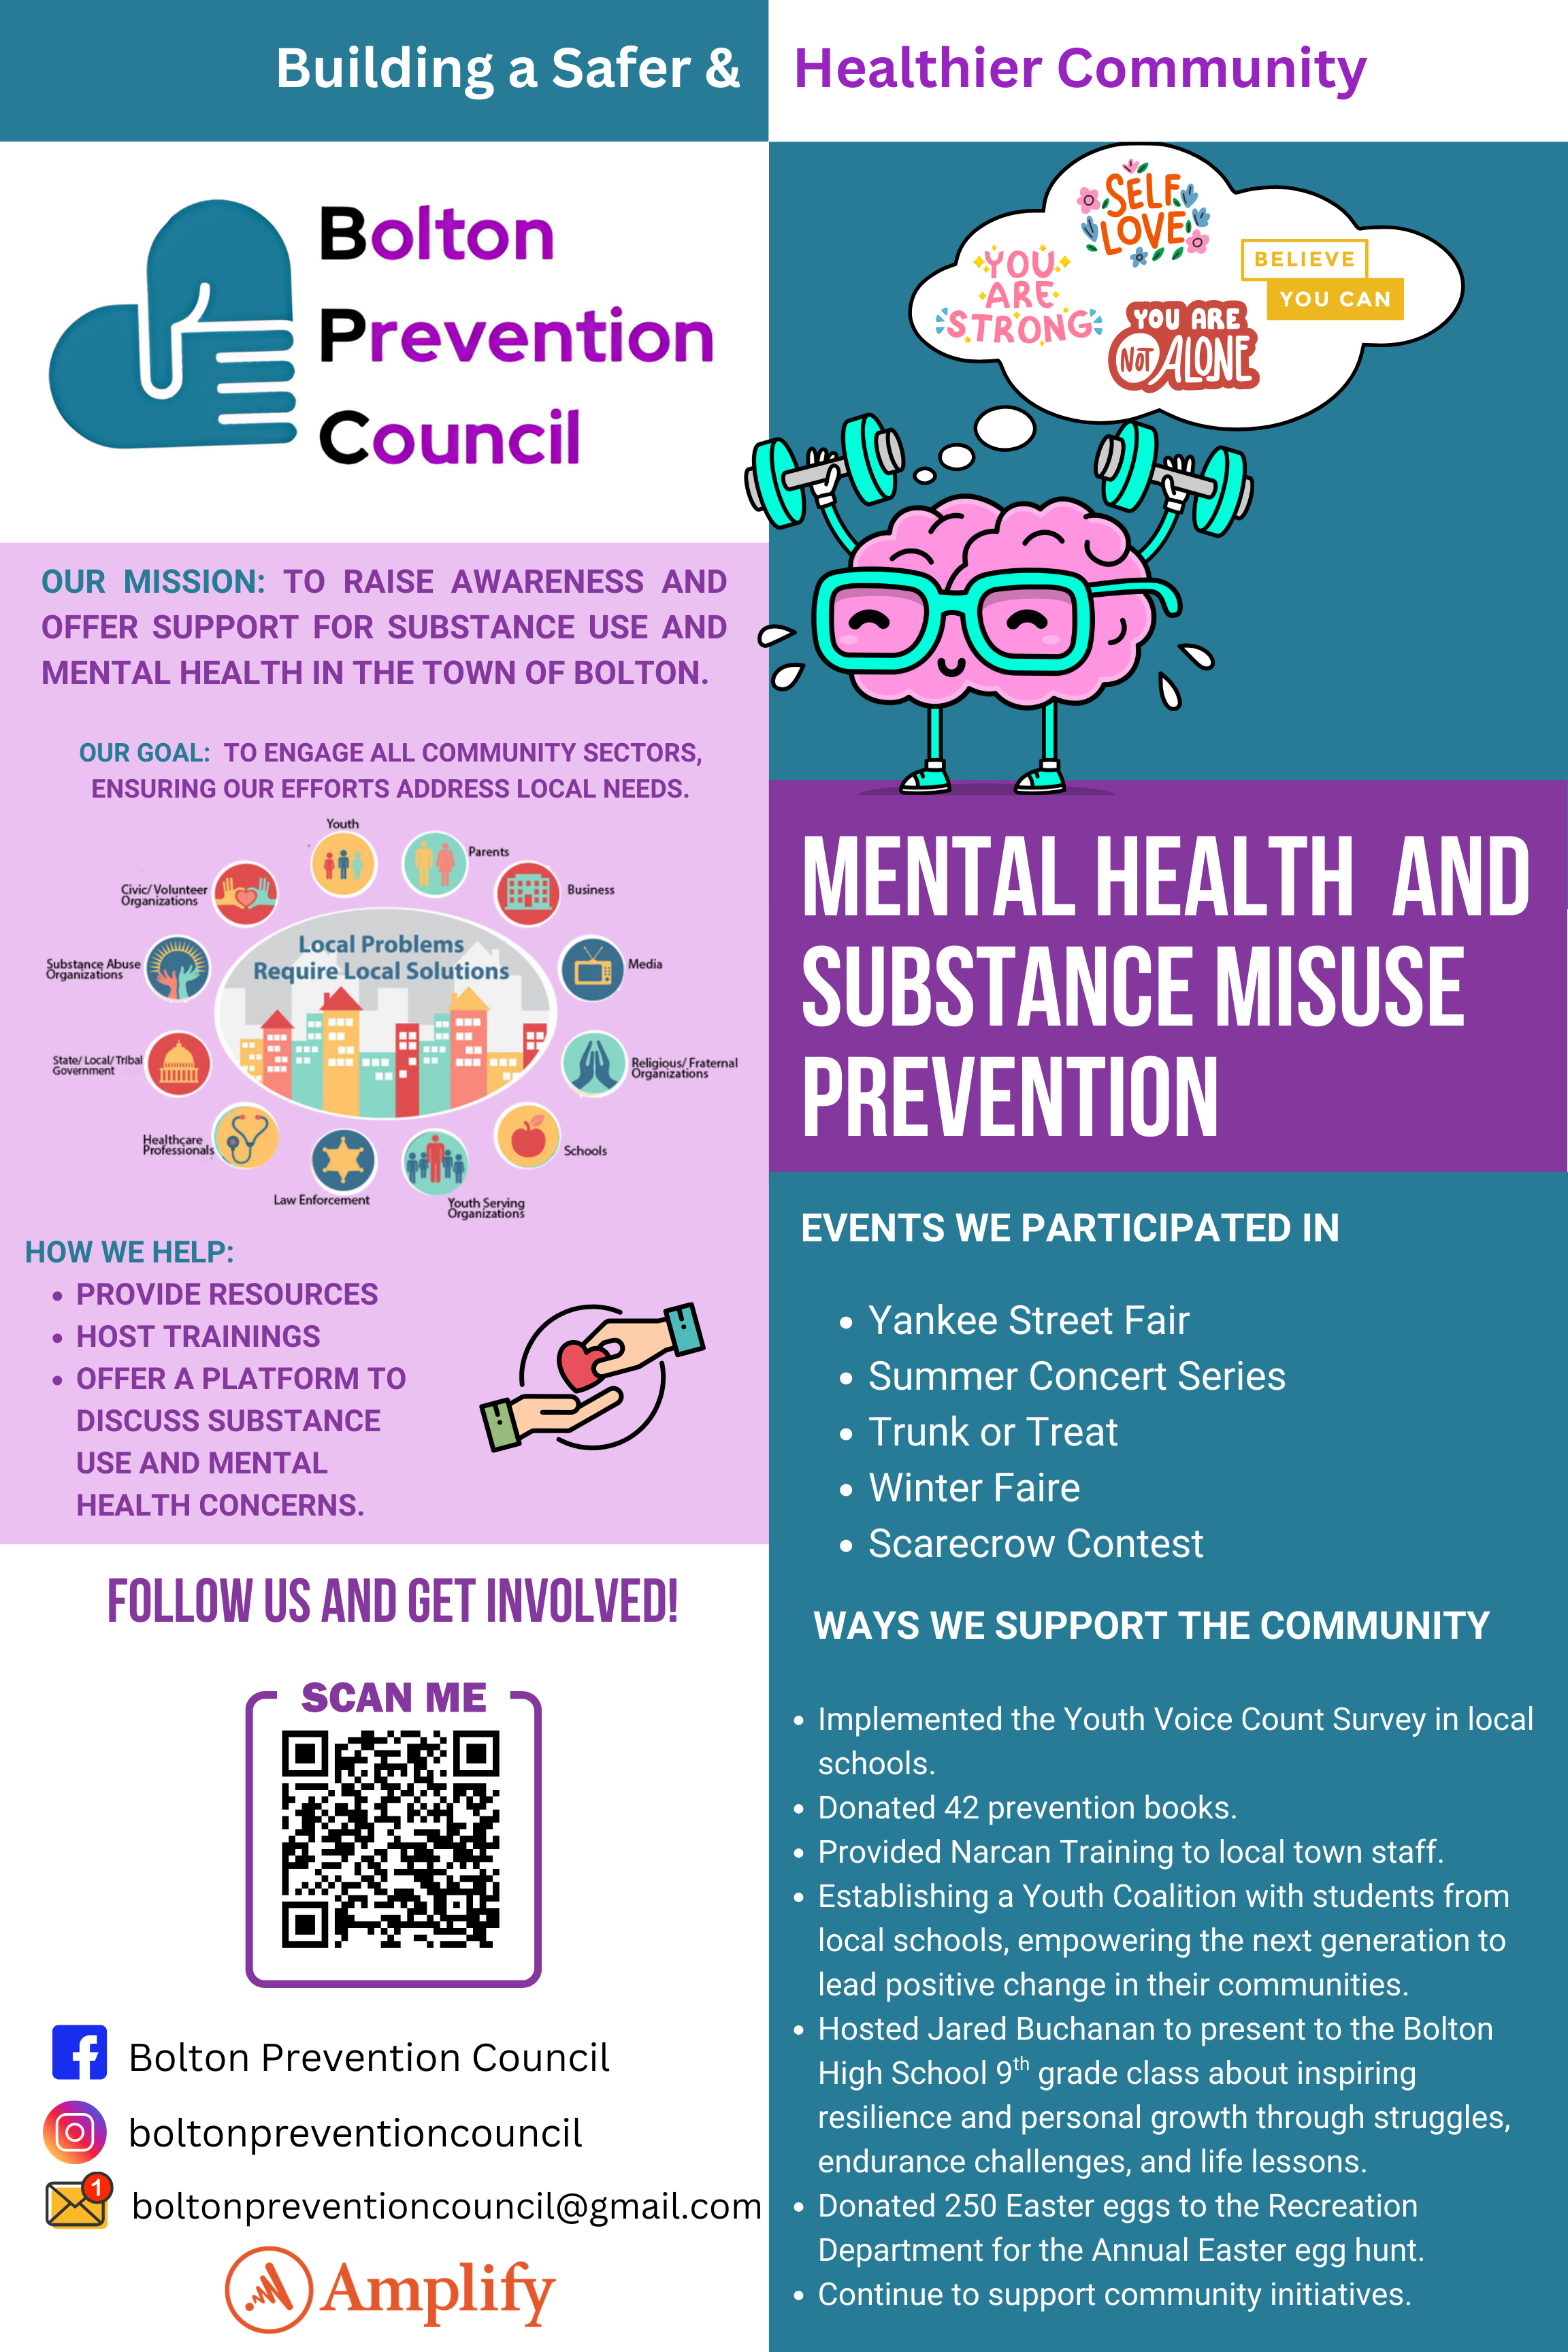 Building a Safer & Healthier Community
Bolton
Prevention
Council
OUR MISSION: TO RAISE AWARENESS AND
OFFER SUPPORT FOR SUBSTANCE USE AND
MENTAL HEALTH IN THE TOWN OF BOLTON.
OUR GOAL: TO ENGAGE ALL COMMUNITY SECTORS,
ENSURING OUR EFFORTS ADDRESS LOCAL NEEDS.
Youth
Parents
Business
Media
Religious/ Fraternal
Organizations
Schools
Youth Serving
Organizations
Law Enforcement
Healthcare
Professionals
State/ Local/ Tribal
Government
Substance Abuse
Organizations
Civic/ Volunteer
Organizations
Local Problems
Require Local Solutions
HOW WE HELP:
• PROVIDE RESOURCES
• HOST TRAININGS
• OFFER A PLATFORM TO
DISCUSS SUBSTANCE
USE AND MENTAL
HEALTH CONCERNS.
FOLLOW US AND GET INVOLVED!
SCAN ME
Bolton Prevention Council
boltonpreventioncouncil
1
boltonpreventioncouncil@gmail.com
Amplify
SELF
LOVE
YOU
ARE
STRONG
BELIEVE
YOU CAN
YOU ARE
NOT ALONE
MENTAL HEALTH AND
SUBSTANCE MISUSE
PREVENTION
EVENTS WE PARTICIPATED IN
• Yankee Street Fair
• Summer Concert Series
• Trunk or Treat
• Winter Faire
• Scarecrow Contest
WAYS WE SUPPORT THE COMMUNITY
• Implemented the Youth Voice Count Survey in local
schools.
• Donated 42 prevention books.
• Provided Narcan Training to local town staff.
• Establishing a Youth Coalition with students from
local schools, empowering the next generation to
lead positive change in their communities.
• Hosted Jared Buchanan to present to the Bolton
High School 9th grade class about inspiring
resilience and personal growth through struggles,
endurance challenges, and life lessons.
• Donated 250 Easter eggs to the Recreation
Department for the Annual Easter egg hunt.
• Continue to support community initiatives.